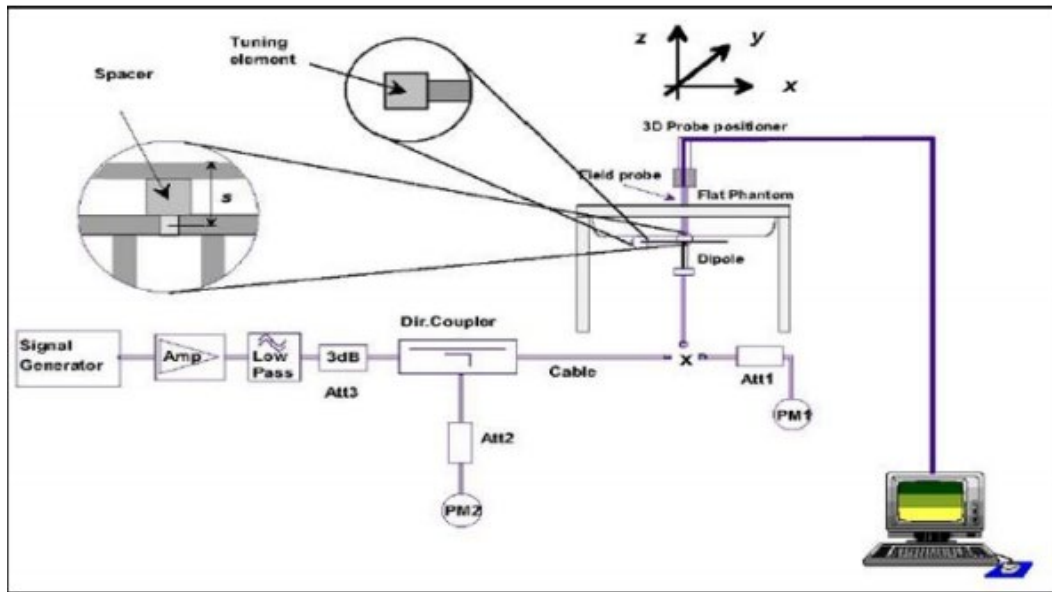 Tuning
element
Spacer
z
y
x
3D Probe positioner
Field probe
Flat Phantom
s
Dipole
Dir.Coupler
Signal
Generator
Amp
Low
Pass
3dB
Att3
Cable
x
Att1
PM1
Att2
PM2